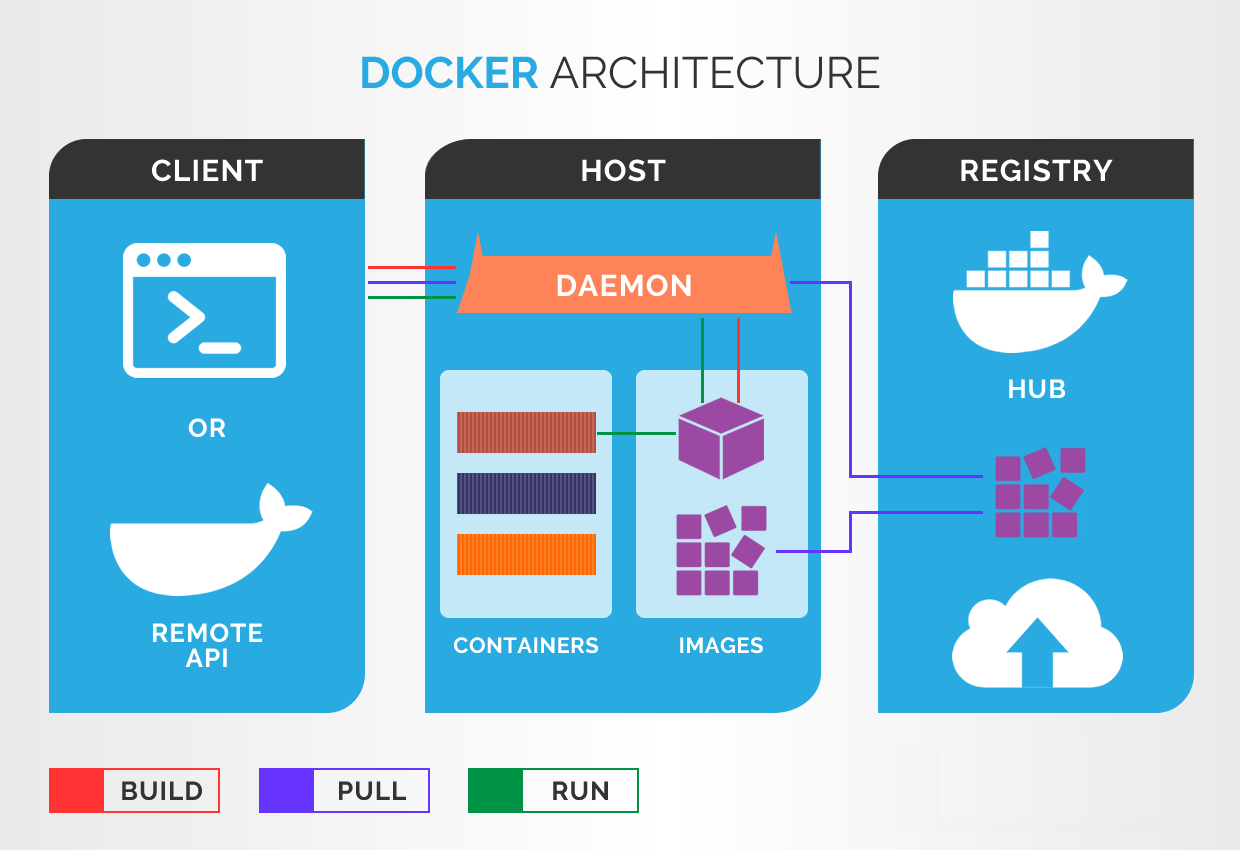 DOCKER ARCHITECTURE
CLIENT
OR
REMOTE
API
HOST
DAEMON
CONTAINERS
IMAGES
REGISTRY
HUB
BUILD
PULL
RUN